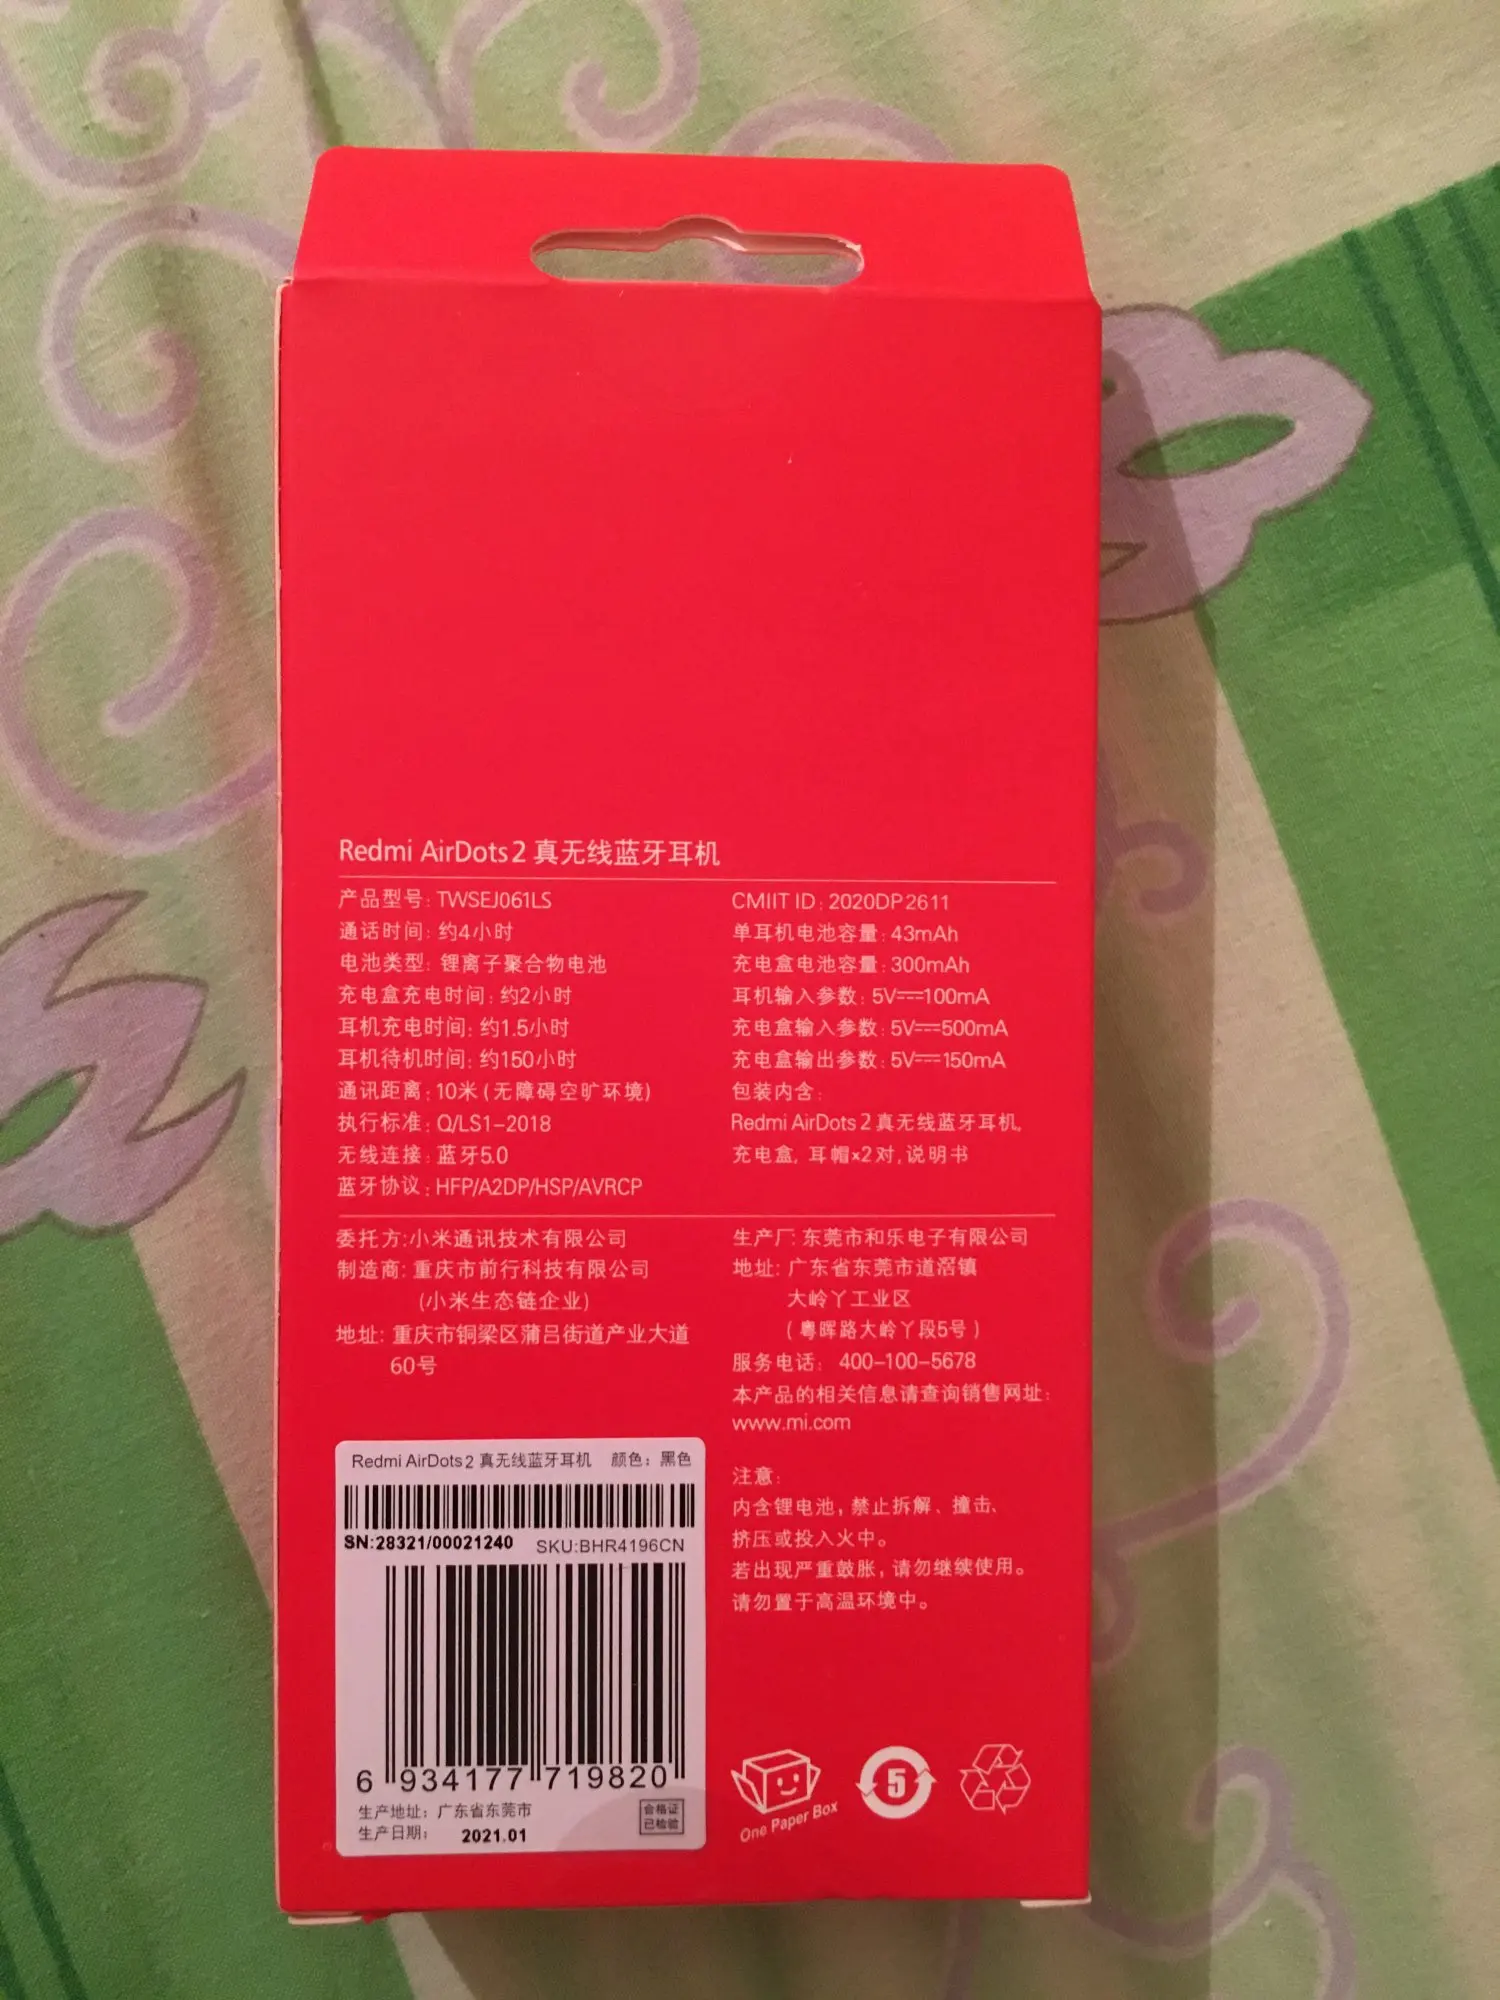 Redmi AirDots 2 真无线蓝牙耳机
产品型号: TWSEJ061LS
通话时间: 约4小时
电池类型: 锂离子聚合物电池
充电盒充电时间: 约2小时
耳机充电时间: 约1.5小时
耳机待机时间: 约150小时
通讯距离: 10米 (无障碍空旷环境)
执行标准: Q/LS1-2018
无线连接: 蓝牙5.0
蓝牙协议: HFP/A2DP/HSP/AVRCP
CMIIT ID: 2020DP2611
单耳机电池容量: 43mAh
充电盒电池容量: 300mAh
耳机输入参数: 5V⎓100mA
充电盒输入参数: 5V⎓500mA
充电盒输出参数: 5V⎓150mA
包装内含:
Redmi AirDots 2 真无线蓝牙耳机,
充电盒, 耳帽×2对, 说明书
委托方:小米通讯技术有限公司
制造商: 重庆市前行科技有限公司
(小米生态链企业)
地址: 重庆市铜梁区蒲吕街道产业大道
60号
生产厂: 东莞市和乐电子有限公司
地址: 广东省东莞市道滘镇
大岭丫工业区
(粤晖路大岭丫段5号)
服务电话: 400-100-5678
本产品的相关信息请查询销售网址:
www.mi.com
注意:
内含锂电池, 禁止拆解、撞击、
挤压或投入火中。
若出现严重鼓胀, 请勿继续使用。
请勿置于高温环境中。
Redmi AirDots 2 真无线蓝牙耳机 颜色: 黑色
SN:28321/00021240 SKU:BHR4196CN
6 934177 719820
生产地址: 广东省东莞市
生产日期: 2021.01
合格证
已检验
One Paper Box
5